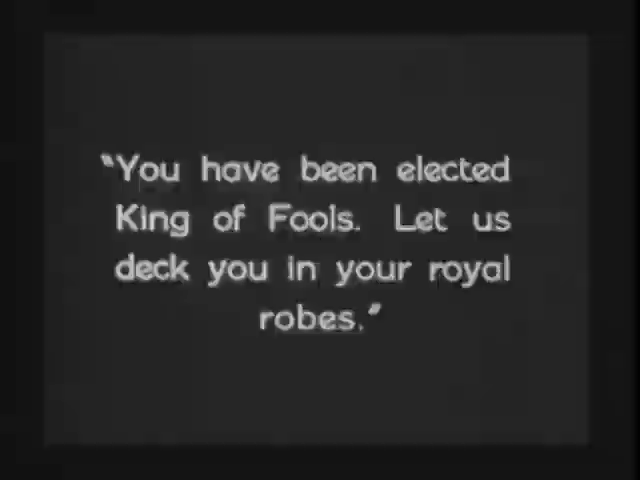 "You have been elected
King of Fools. Let us
deck you in your royal
robes."